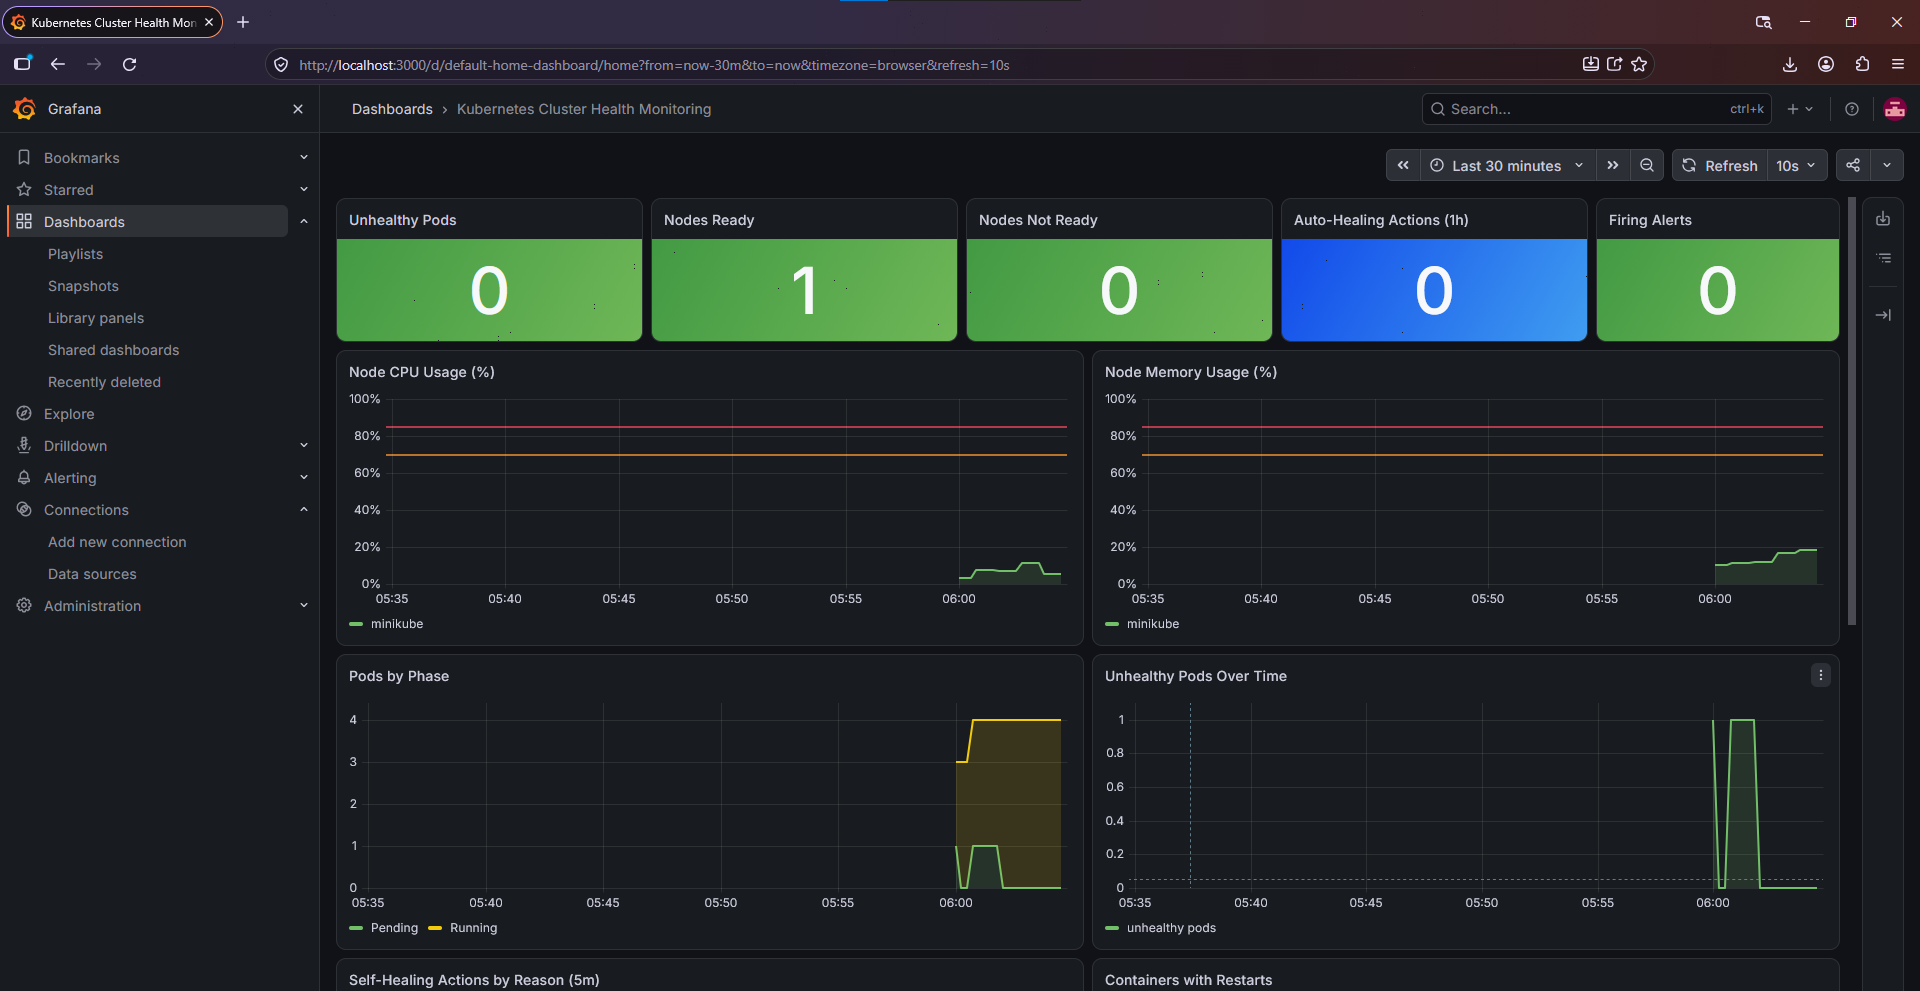 Kubernetes Cluster Health Mon
http://localhost:3000/d/default-home-dashboard/home?from=now-30m&to=now&timezone=browser&refresh=10s
Grafana
Dashboards › Kubernetes Cluster Health Monitoring
Search... ctrl+k
Bookmarks
Starred
Dashboards
Playlists
Snapshots
Library panels
Shared dashboards
Recently deleted
Explore
Drilldown
Alerting
Connections
Add new connection
Data sources
Administration
Last 30 minutes
Refresh 10s
Unhealthy Pods
0
Nodes Ready
1
Nodes Not Ready
0
Auto-Healing Actions (1h)
0
Firing Alerts
0
Node CPU Usage (%)
100%
80%
60%
40%
20%
0%
05:35 05:40 05:45 05:50 05:55 06:00
minikube
Node Memory Usage (%)
100%
80%
60%
40%
20%
0%
05:35 05:40 05:45 05:50 05:55 06:00
minikube
Pods by Phase
4
3
2
1
0
05:35 05:40 05:45 05:50 05:55 06:00
Pending Running
Unhealthy Pods Over Time
1
0.8
0.6
0.4
0.2
0
05:35 05:40 05:45 05:50 05:55 06:00
unhealthy pods
Self-Healing Actions by Reason (5m)
Containers with Restarts